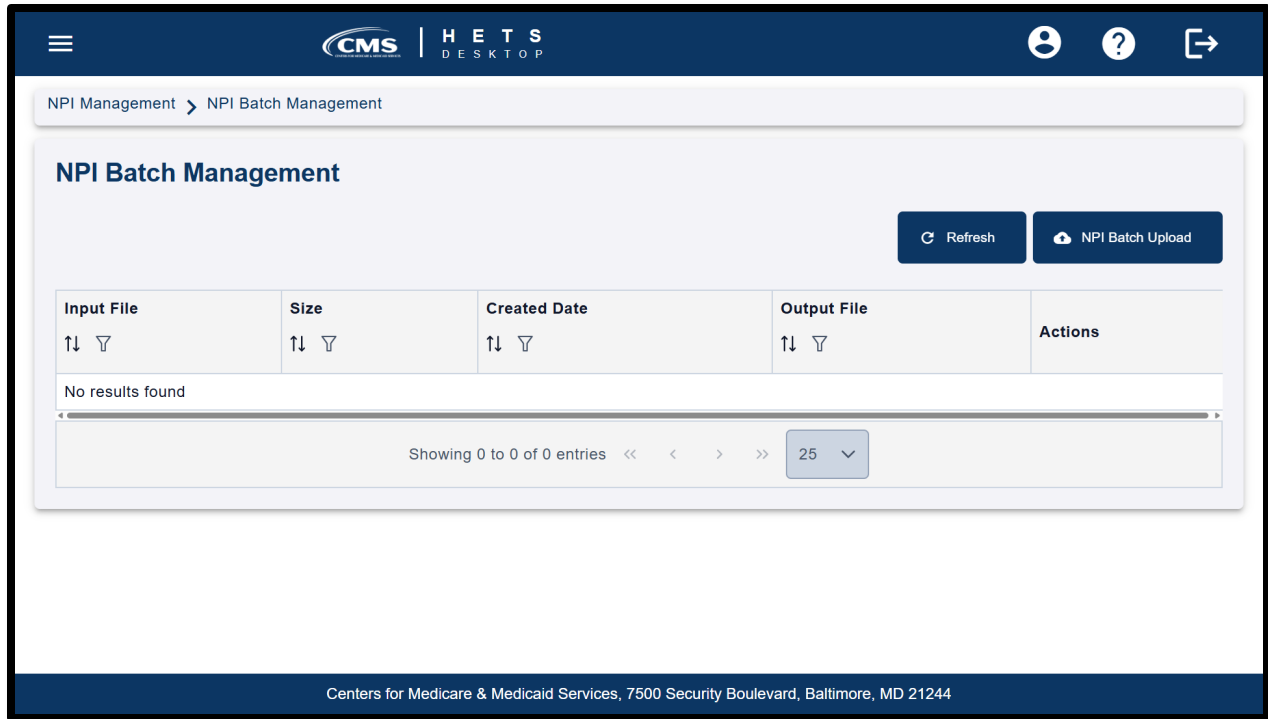 CMS
H E T S
D E S K T O P
NPI Management
NPI Batch Management
NPI Batch Management
Refresh
NPI Batch Upload
Input File
Size
Created Date
Output File
Actions
No results found
Showing 0 to 0 of 0 entries
25
Centers for Medicare & Medicaid Services, 7500 Security Boulevard, Baltimore, MD 21244